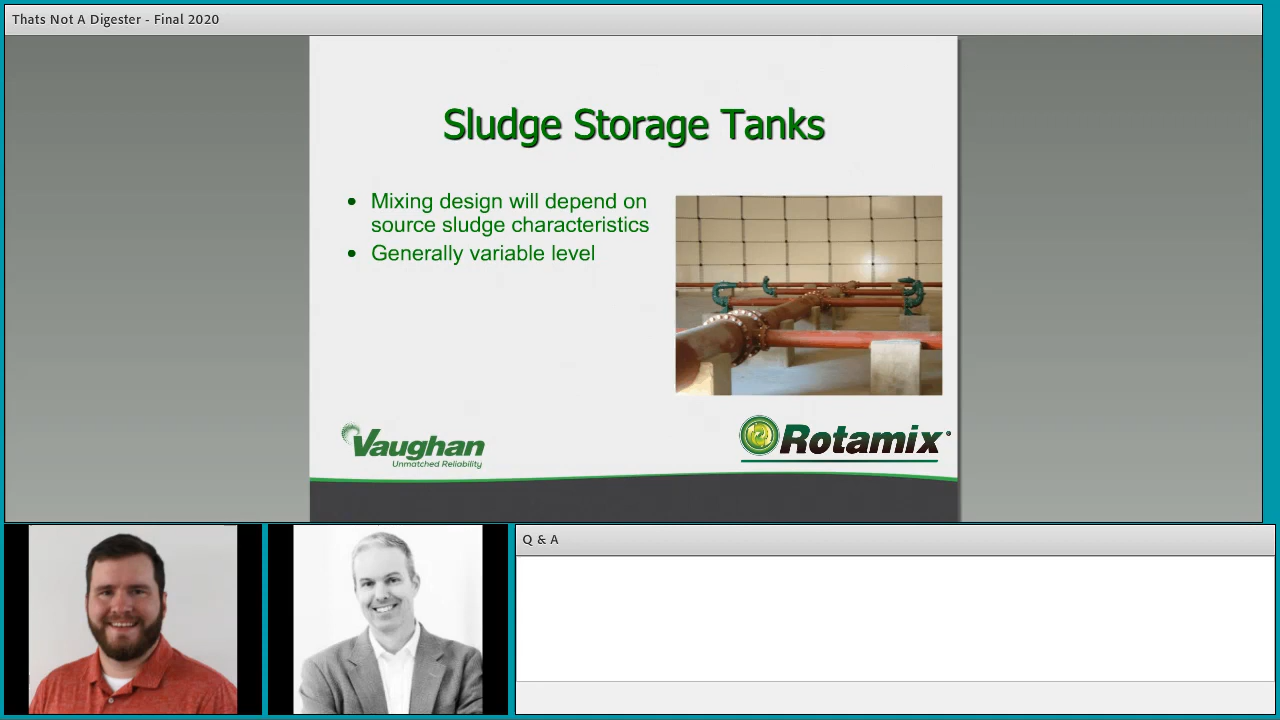 Thats Not A Digester - Final 2020
Sludge Storage Tanks
• Mixing design will depend on
source sludge characteristics
• Generally variable level
Vaughan
Unmatched Reliability
Rotamix
Q & A